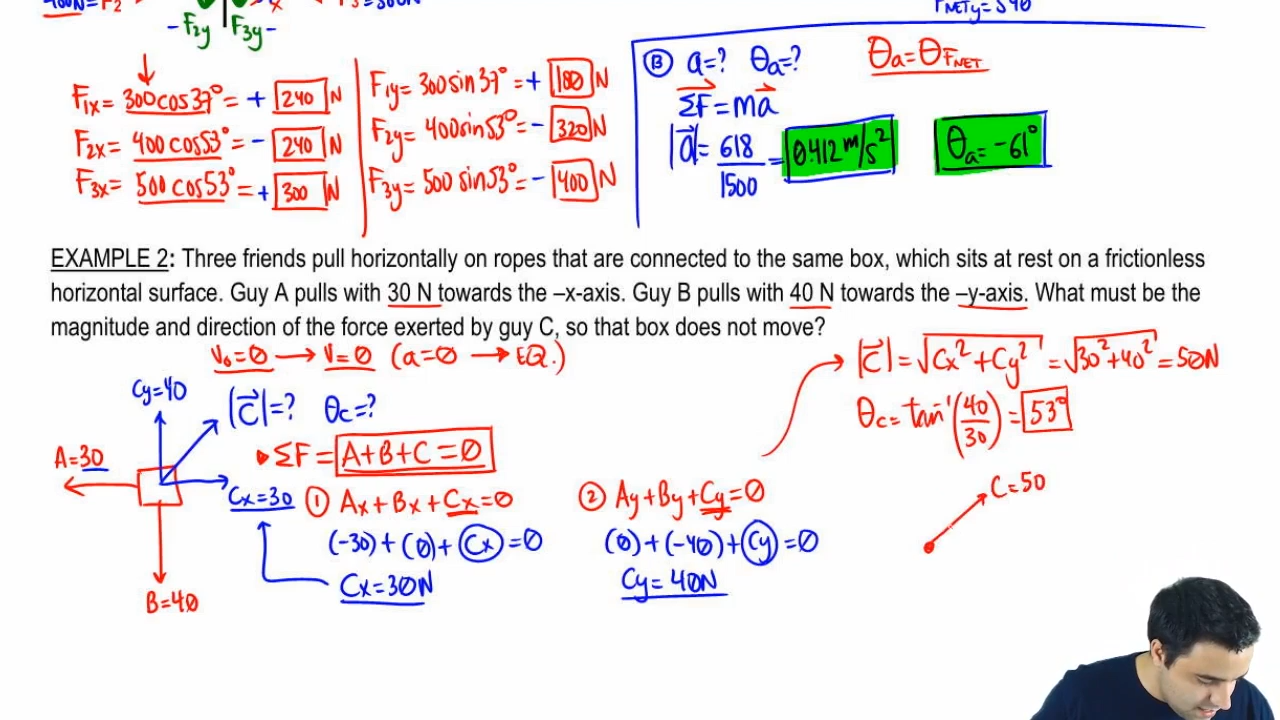 400N=F2
F3=500N
-F2y F3y-
FNETy=540
F1x= 300cos37°= + 240 N
F2x= 400cos53°= - 240 N
F3x= 500cos53°= + 300 N
F1y= 300sin37°= + 180 N
F2y= 400sin53°= - 320 N
F3y= 500sin53°= - 400 N
B a=? θa=? θa=θFNET
ΣF=ma
|a|= 618/1500 = 0.412 m/s² θa= -61°
EXAMPLE 2: Three friends pull horizontally on ropes that are connected to the same box, which sits at rest on a frictionless
horizontal surface. Guy A pulls with 30 N towards the –x-axis. Guy B pulls with 40 N towards the –y-axis. What must be the
magnitude and direction of the force exerted by guy C, so that box does not move?
V0=0 → V=0 (a=0 → EQ.)
|C|= √Cx²+Cy² = √30²+40² = 50N
θc= tan⁻¹(40/30) = 53°
Cy=40
|C|=? θc=?
A=30
ΣF= A+B+C=0
Cx=30
B=40
1 Ax+Bx+Cx=0
(-30)+(0)+Cx=0
Cx=30N
2 Ay+By+Cy=0
(0)+(-40)+Cy=0
Cy=40N
C=50